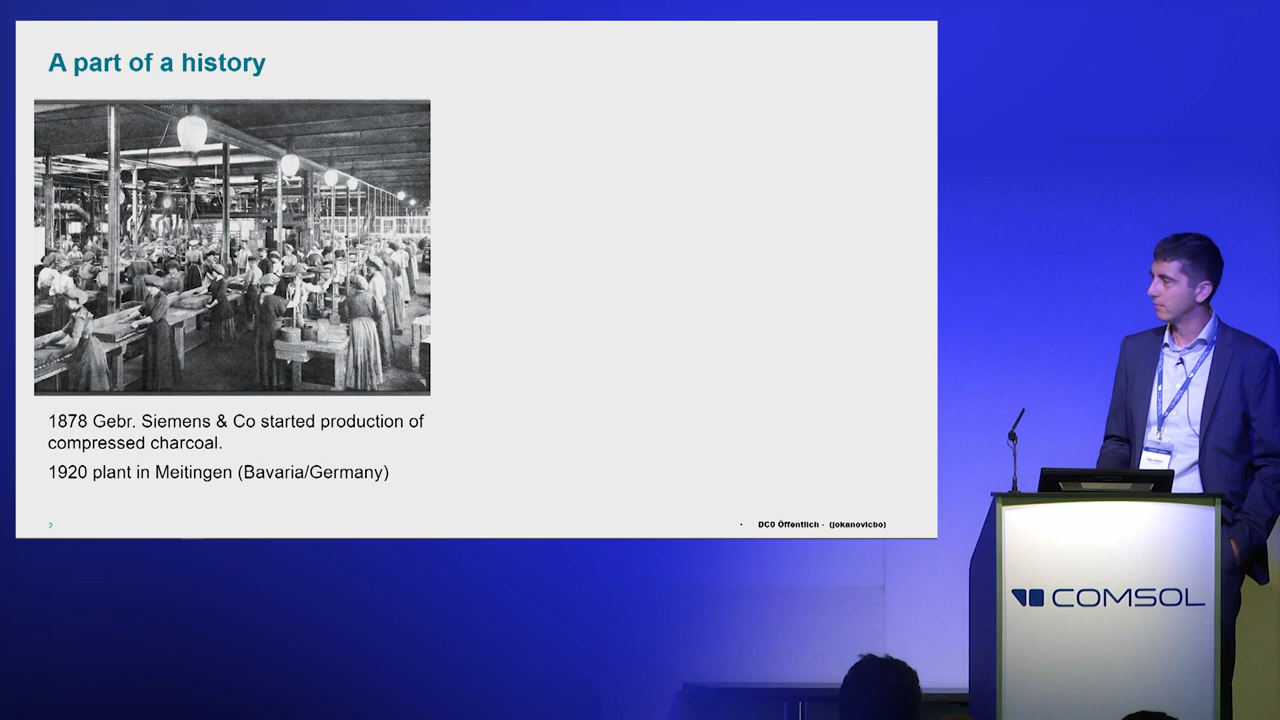 A part of a history
1878 Gebr. Siemens & Co started production of
compressed charcoal.
1920 plant in Meitingen (Bavaria/Germany)
2
• DC0 Öffentlich - (jokanovicbo)
COMSOL